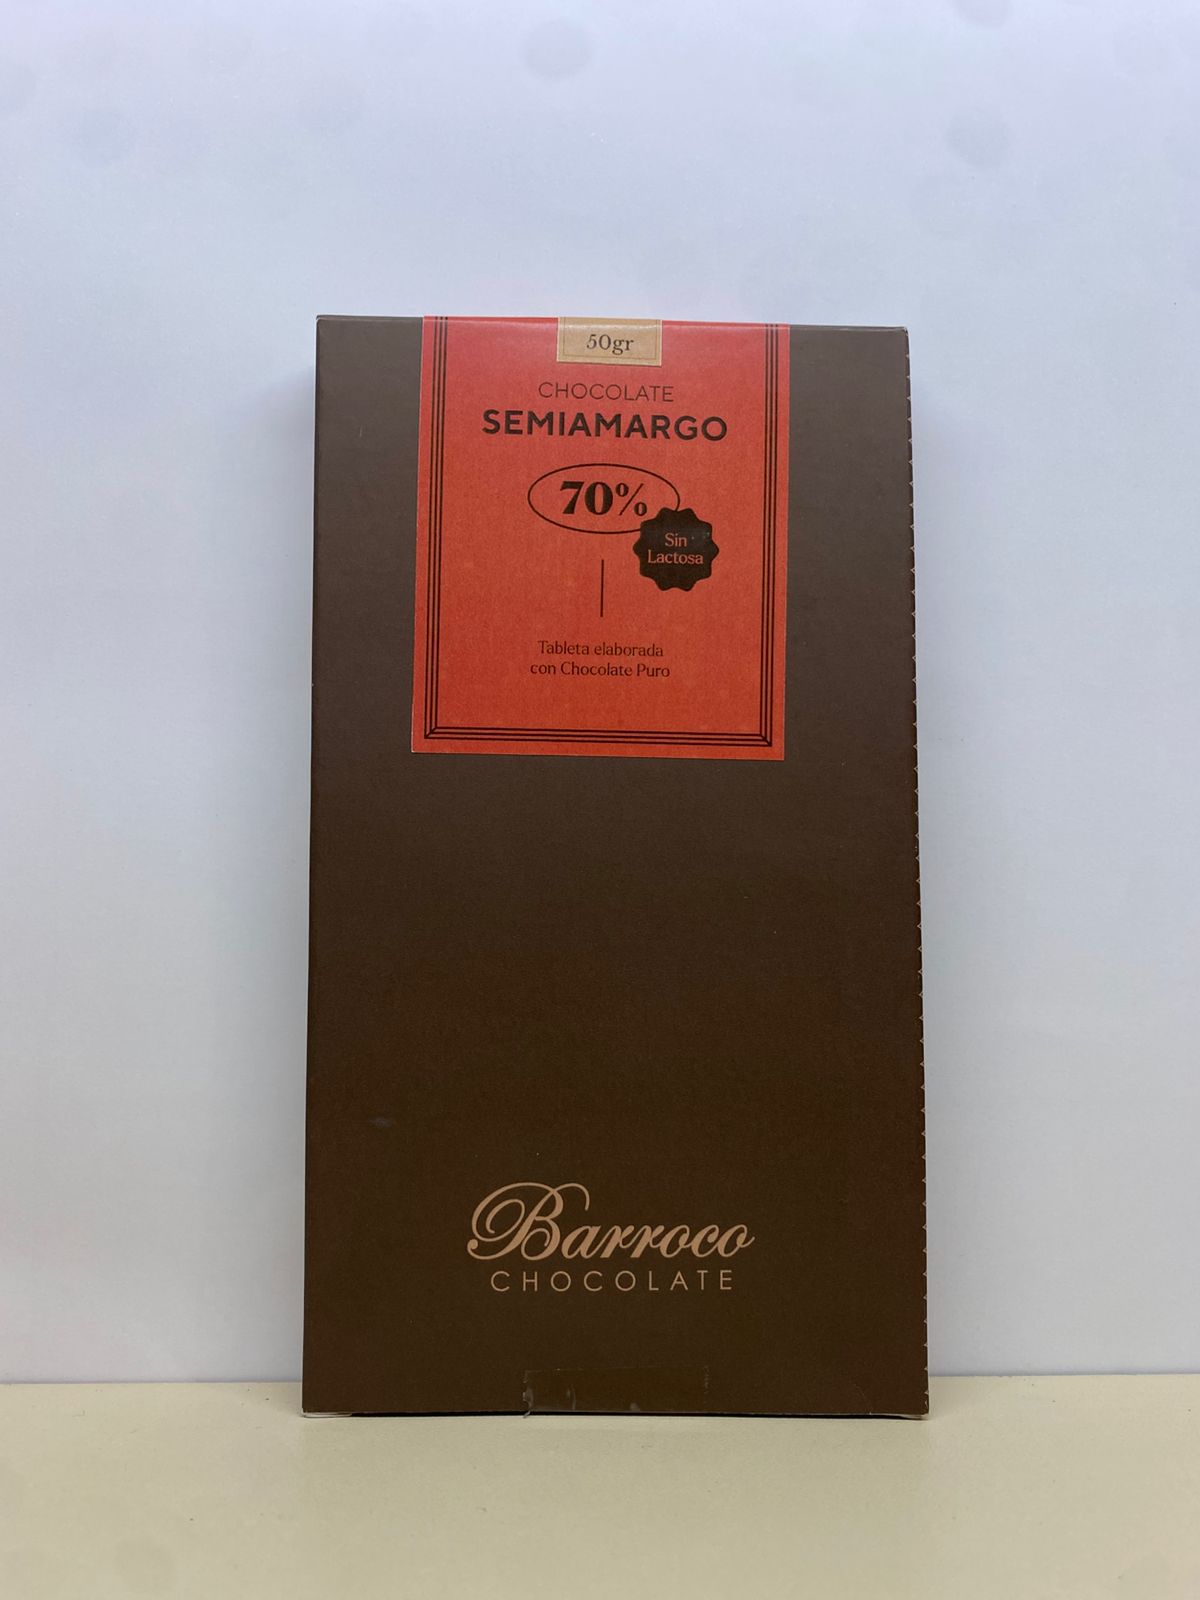 50gr
CHOCOLATE
SEMIAMARGO
70%
Sin
Lactosa
Tableta elaborada
con Chocolate Puro
Barroco
CHOCOLATE